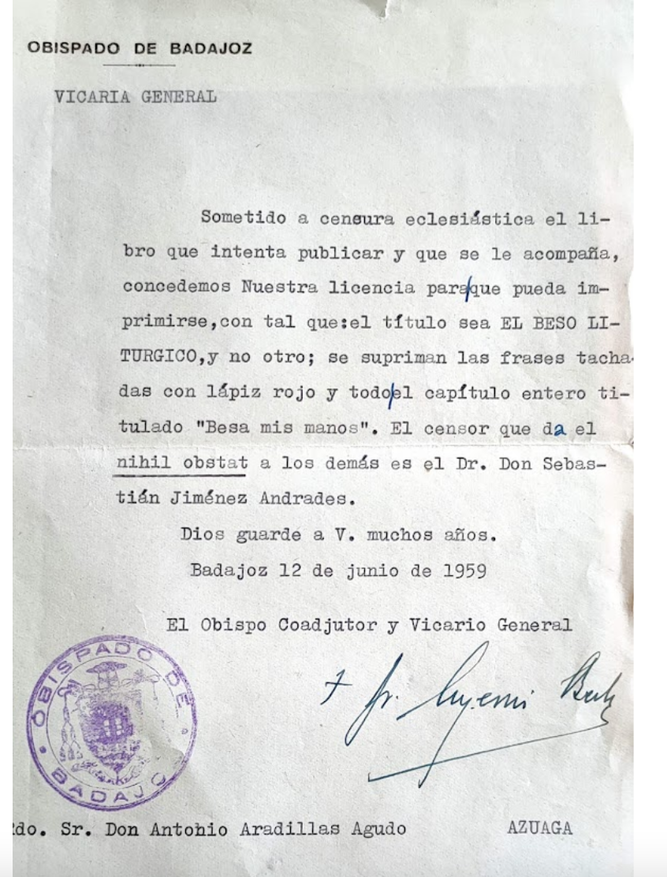 OBISPADO DE BADAJOZ
VICARIA GENERAL
Sometido a censura eclesiástica el li-
bro que intenta publicar y que se le acompaña,
concedemos Nuestra licencia para que pueda im-
primirse,con tal que:el título sea EL BESO LI-
TURGICO,y no otro; se supriman las frases tacha-
das con lápiz rojo y todo el capítulo entero ti-
tulado "Besa mis manos". El censor que da el
nihil obstat a los demás es el Dr. Don Sebas-
tián Jiménez Andrades.
Dios guarde a V. muchos años.
Badajoz 12 de junio de 1959
El Obispo Coadjutor y Vicario General
OBISPADO DE
BADAJO
do. Sr. Don Antonio Aradillas Agudo AZUAGA